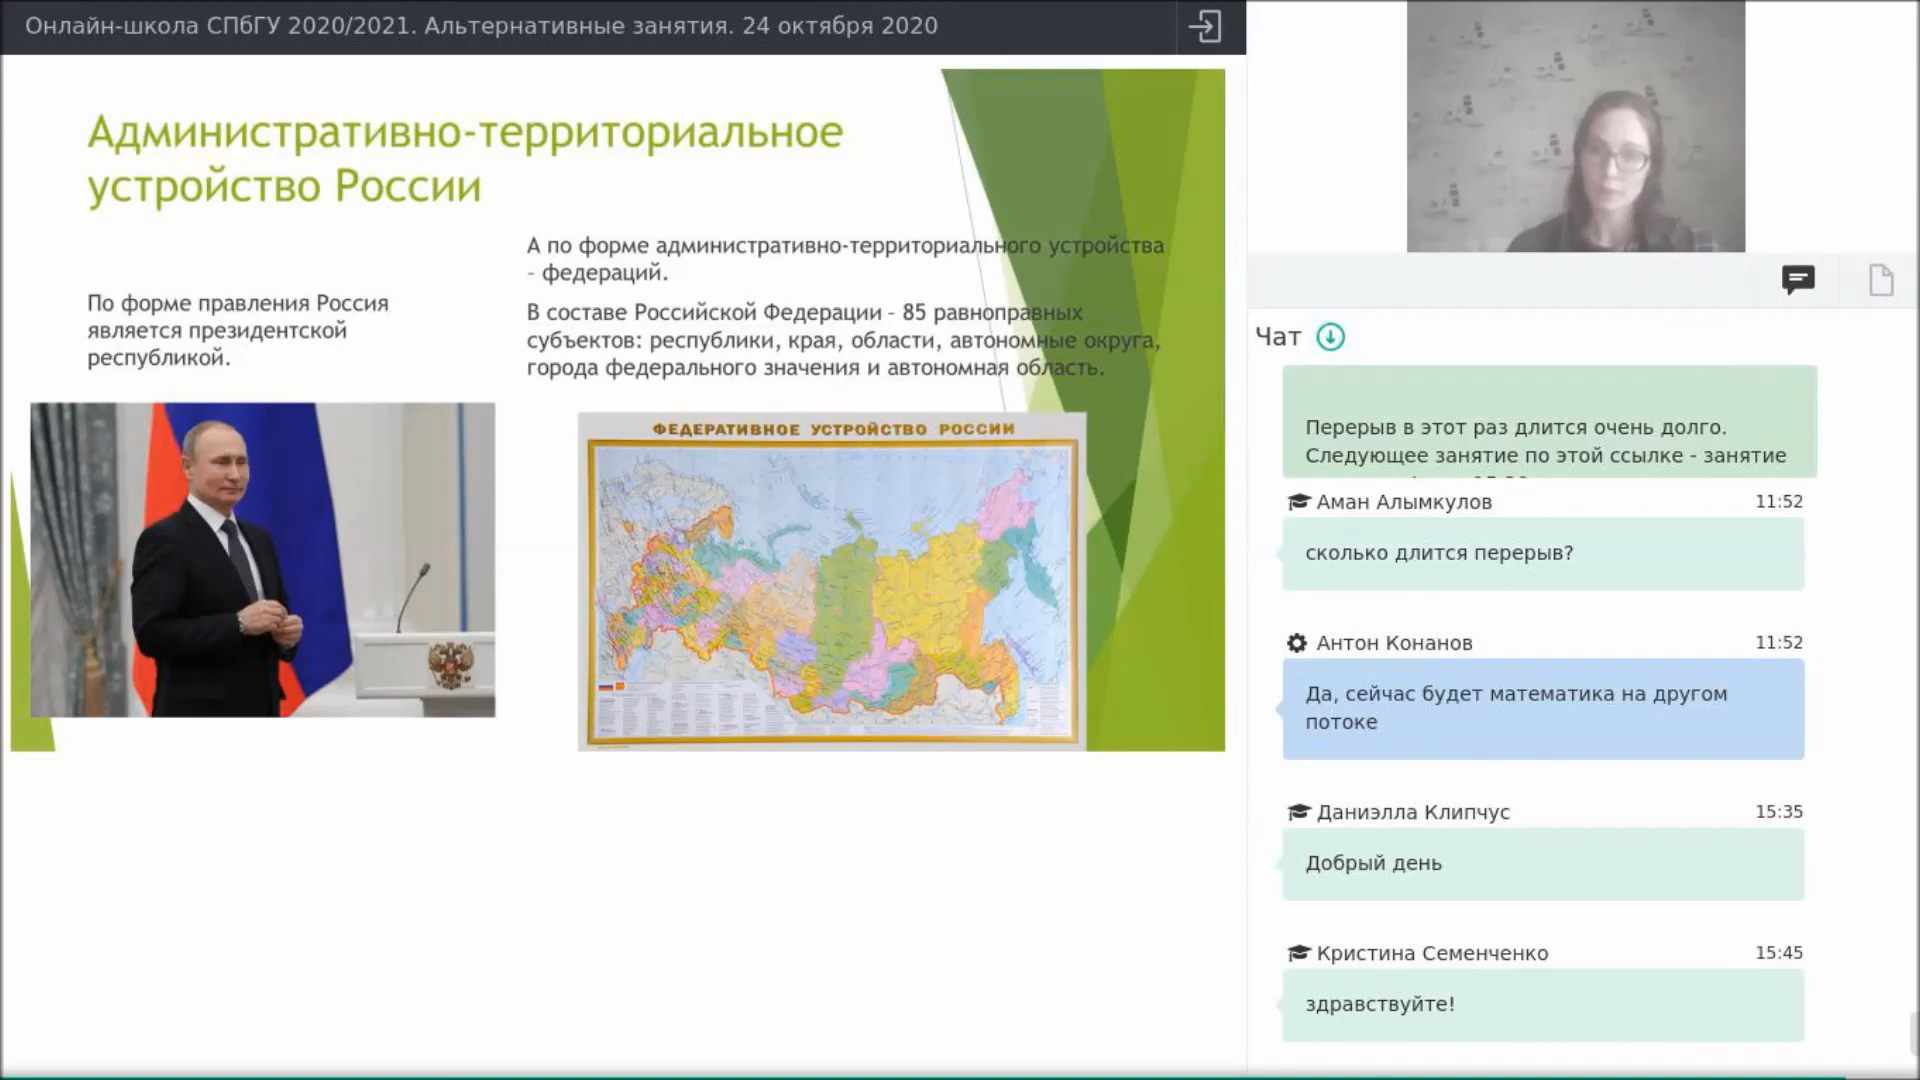 Онлайн-школа СПбГУ 2020/2021. Альтернативные занятия. 24 октября 2020
Административно-территориальное
устройство России
По форме правления Россия
является президентской
республикой.
А по форме административно-территориального устройства
– федераций.
В составе Российской Федерации – 85 равноправных
субъектов: республики, края, области, автономные округа,
города федерального значения и автономная область.
ФЕДЕРАТИВНОЕ УСТРОЙСТВО РОССИИ
Чат
Перерыв в этот раз длится очень долго.
Следующее занятие по этой ссылке - занятие
Аман Алымкулов 11:52
сколько длится перерыв?
Антон Конанов 11:52
Да, сейчас будет математика на другом
потоке
Даниэлла Клипчус 15:35
Добрый день
Кристина Семенченко 15:45
здравствуйте!